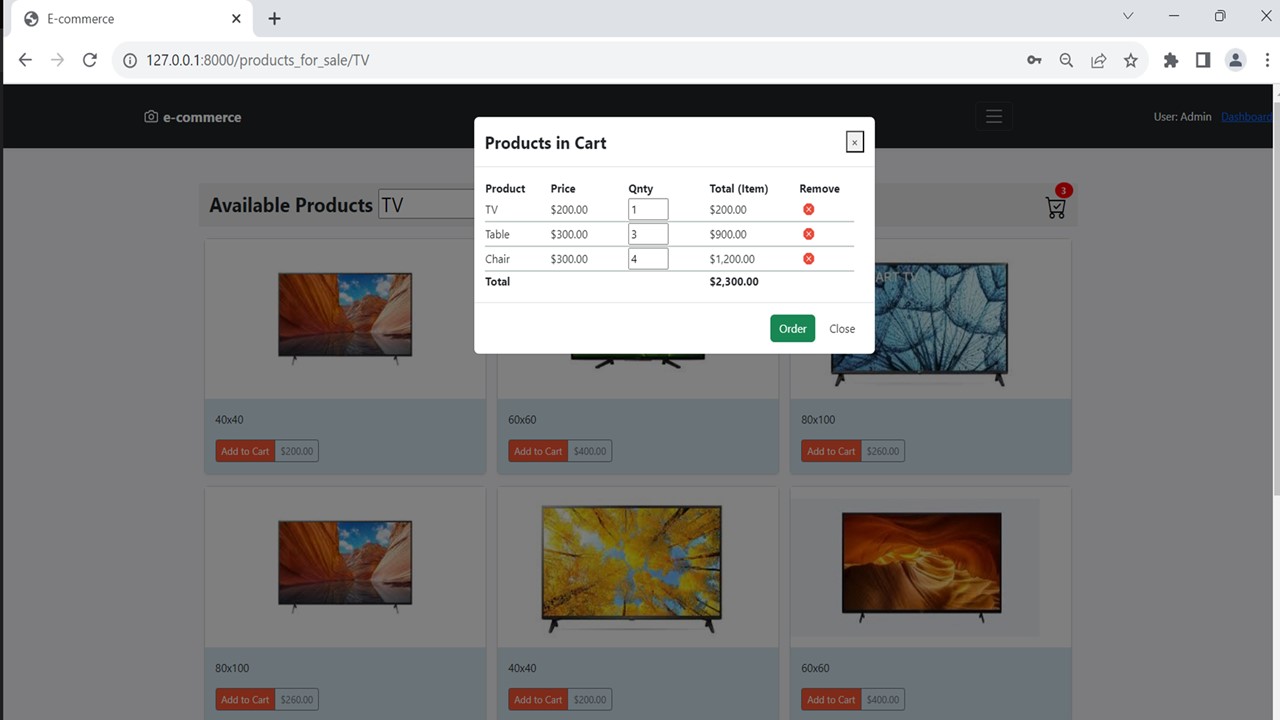 E-commerce
127.0.0.1:8000/products_for_sale/TV
e-commerce
User: Admin Dashboard
Products in Cart
×
Product Price Qnty Total (Item) Remove
TV $200.00 1 $200.00
Table $300.00 3 $900.00
Chair $300.00 4 $1,200.00
Total $2,300.00
Order Close
Available Products TV
3
ART TV
40x40
Add to Cart $200.00
60x60
Add to Cart $400.00
80x100
Add to Cart $260.00
80x100
Add to Cart $260.00
40x40
Add to Cart $200.00
60x60
Add to Cart $400.00